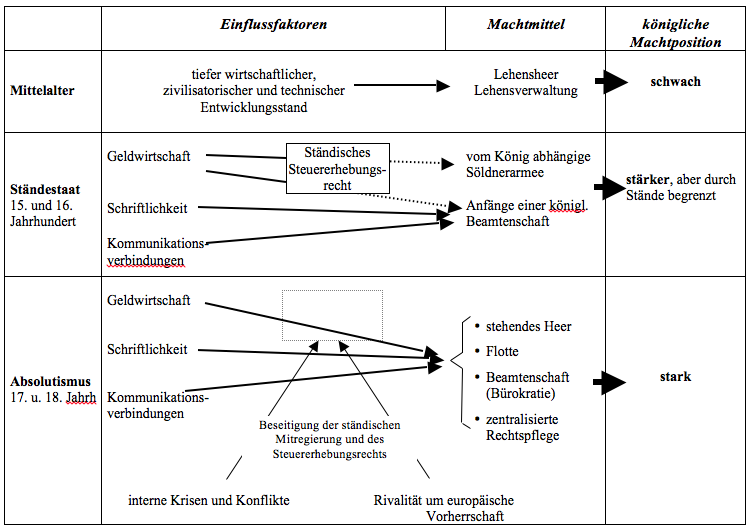 Einflussfaktoren
Machtmittel
königliche
Machtposition
Mittelalter
tiefer wirtschaftlicher,
zivilisatorischer und technischer
Entwicklungsstand
Lehensheer
Lehensverwaltung
schwach
Ständestaat
15. und 16.
Jahrhundert
Geldwirtschaft
Schriftlichkeit
Kommunikations-
verbindungen
Ständisches
Steuererhebungs-
recht
vom König abhängige
Söldnerarmee
Anfänge einer königl.
Beamtenschaft
stärker, aber durch
Stände begrenzt
Absolutismus
17. u. 18. Jahrh
Geldwirtschaft
Schriftlichkeit
Kommunikations-
verbindungen
Beseitigung der ständischen
Mitregierung und des
Steuererhebungsrechts
interne Krisen und Konflikte
Rivalität um europäische
Vorherrschaft
• stehendes Heer
• Flotte
• Beamtenschaft
(Bürokratie)
• zentralisierte
Rechtspflege
stark